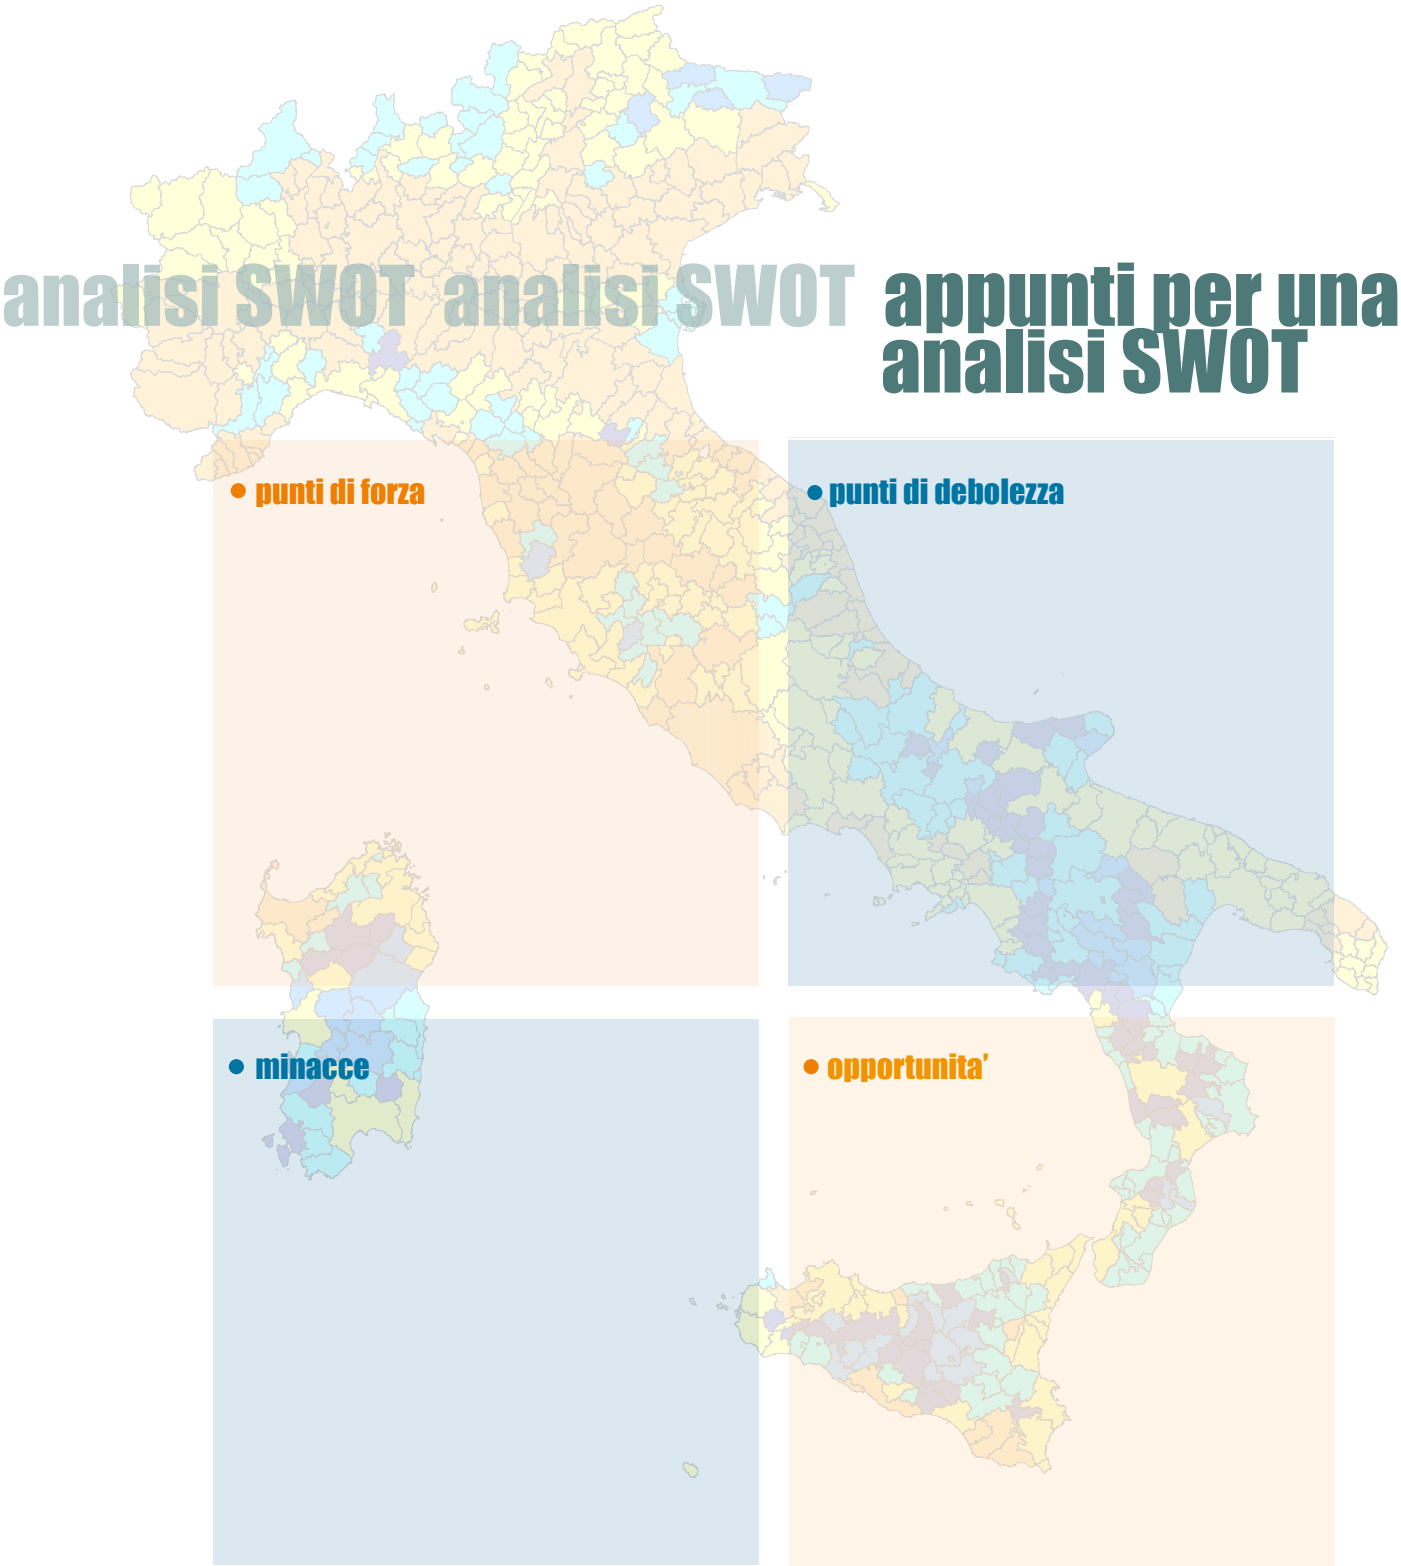 analisi SWOT analisi SWOT appunti per una
analisi SWOT
• punti di forza
• punti di debolezza
• minacce
• opportunita’